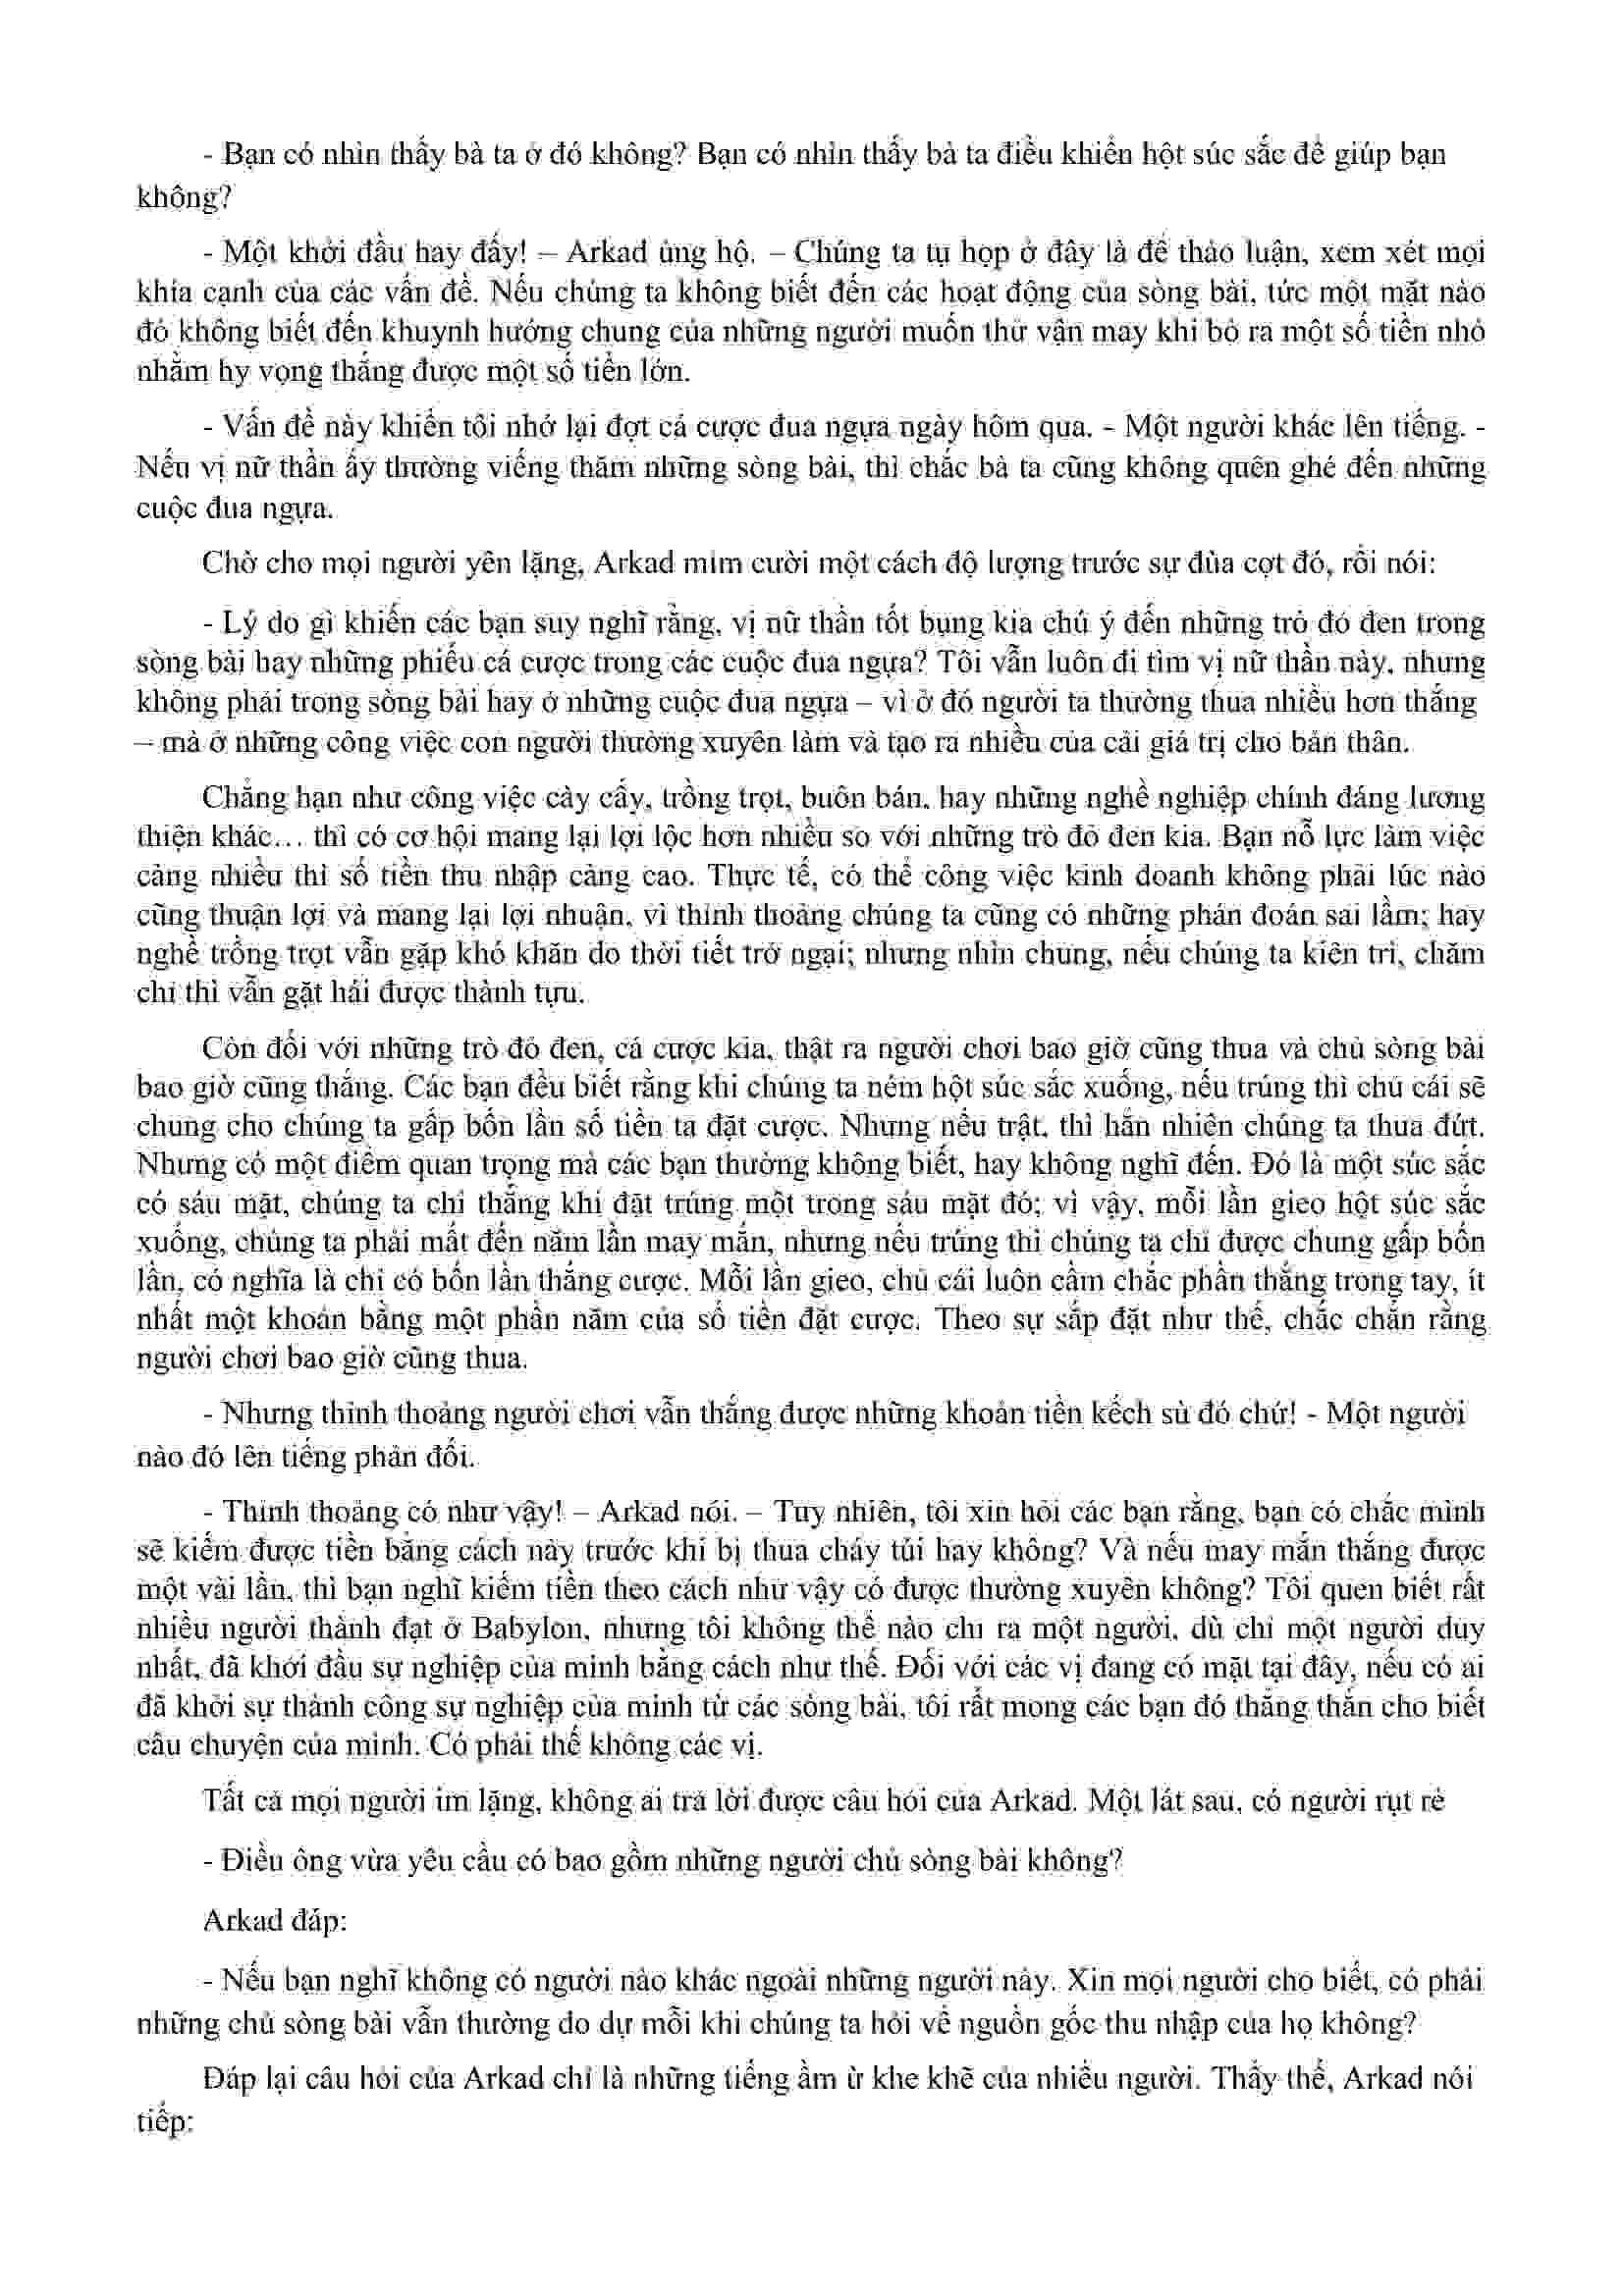 - Bạn có nhìn thấy bà ta ở đó không? Bạn có nhìn thấy bà ta điều khiển hột súc sắc để giúp bạn
không?
- Một khởi đầu hay đấy! – Arkad ủng hộ. – Chúng ta tụ họp ở đây là để thảo luận, xem xét mọi
khía cạnh của các vấn đề. Nếu chúng ta không biết đến các hoạt động của sòng bài, tức một mặt nào
đó không biết đến khuynh hướng chung của những người muốn thử vận may khi bỏ ra một số tiền nhỏ
nhằm hy vọng thắng được một số tiền lớn.
- Vấn đề này khiến tôi nhớ lại đợt cá cược đua ngựa ngày hôm qua. - Một người khác lên tiếng. -
Nếu vị nữ thần ấy thường viếng thăm những sòng bài, thì chắc bà ta cũng không quên ghé đến những
cuộc đua ngựa.
Chờ cho mọi người yên lặng, Arkad mỉm cười một cách độ lượng trước sự đùa cợt đó, rồi nói:
- Lý do gì khiến các bạn suy nghĩ rằng, vị nữ thần tốt bụng kia chú ý đến những trò đỏ đen trong
sòng bài hay những phiếu cá cược trong các cuộc đua ngựa? Tôi vẫn luôn đi tìm vị nữ thần này, nhưng
không phải trong sòng bài hay ở những cuộc đua ngựa – vì ở đó người ta thường thua nhiều hơn thắng
– mà ở những công việc con người thường xuyên làm và tạo ra nhiều của cải giá trị cho bản thân.
Chẳng hạn như công việc cày cấy, trồng trọt, buôn bán, hay những nghề nghiệp chính đáng lương
thiện khác… thì có cơ hội mang lại lợi lộc hơn nhiều so với những trò đỏ đen kia. Bạn nỗ lực làm việc
càng nhiều thì số tiền thu nhập càng cao. Thực tế, có thể công việc kinh doanh không phải lúc nào
cũng thuận lợi và mang lại lợi nhuận, vì thỉnh thoảng chúng ta cũng có những phán đoán sai lầm; hay
nghề trồng trọt vẫn gặp khó khăn do thời tiết trở ngại; nhưng nhìn chung, nếu chúng ta kiên trì, chăm
chỉ thì vẫn gặt hái được thành tựu.
Còn đối với những trò đỏ đen, cá cược kia, thật ra người chơi bao giờ cũng thua và chủ sòng bài
bao giờ cũng thắng. Các bạn đều biết rằng khi chúng ta ném hột súc sắc xuống, nếu trúng thì chủ cái sẽ
chung cho chúng ta gấp bốn lần số tiền ta đặt cược. Nhưng nếu trật, thì hẳn nhiên chúng ta thua đứt.
Nhưng có một điểm quan trọng mà các bạn thường không biết, hay không nghĩ đến. Đó là một súc sắc
có sáu mặt, chúng ta chỉ thắng khi đặt trúng một trong sáu mặt đó; vì vậy, mỗi lần gieo hột súc sắc
xuống, chúng ta phải mất đến năm lần may mắn, nhưng nếu trúng thì chúng ta chỉ được chung gấp bốn
lần, có nghĩa là chỉ có bốn lần thắng cược. Mỗi lần gieo, chủ cái luôn cầm chắc phần thắng trong tay, ít
nhất một khoản bằng một phần năm của số tiền đặt cược. Theo sự sắp đặt như thế, chắc chắn rằng
người chơi bao giờ cũng thua.
- Nhưng thỉnh thoảng người chơi vẫn thắng được những khoản tiền kếch sù đó chứ! - Một người
nào đó lên tiếng phản đối.
- Thỉnh thoảng có như vậy! – Arkad nói. – Tuy nhiên, tôi xin hỏi các bạn rằng, bạn có chắc mình
sẽ kiếm được tiền bằng cách này trước khi bị thua cháy túi hay không? Và nếu may mắn thắng được
một vài lần, thì bạn nghĩ kiếm tiền theo cách như vậy có được thường xuyên không? Tôi quen biết rất
nhiều người thành đạt ở Babylon, nhưng tôi không thể nào chỉ ra một người, dù chỉ một người duy
nhất, đã khởi đầu sự nghiệp của mình bằng cách như thế. Đối với các vị đang có mặt tại đây, nếu có ai
đã khởi sự thành công sự nghiệp của mình từ các sòng bài, tôi rất mong các bạn đó thẳng thắn cho biết
câu chuyện của mình. Có phải thế không các vị.
Tất cả mọi người im lặng, không ai trả lời được câu hỏi của Arkad. Một lát sau, có người rụt rè
- Điều ông vừa yêu cầu có bao gồm những người chủ sòng bài không?
Arkad đáp:
- Nếu bạn nghĩ không có người nào khác ngoài những người này. Xin mọi người cho biết, có phải
những chủ sòng bài vẫn thường do dự mỗi khi chúng ta hỏi về nguồn gốc thu nhập của họ không?
Đáp lại câu hỏi của Arkad chỉ là những tiếng ầm ừ khe khẽ của nhiều người. Thấy thế, Arkad nói
tiếp: